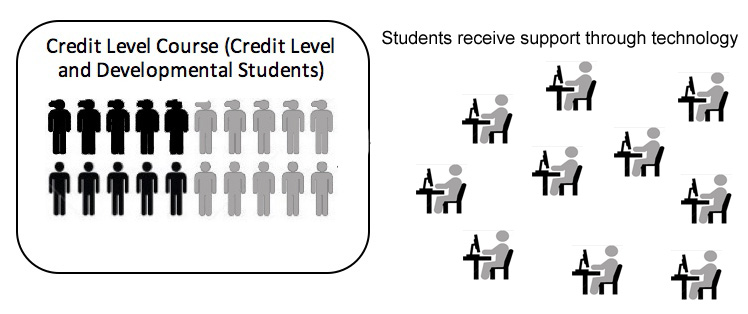 Credit Level Course (Credit Level
and Developmental Students)
Students receive support through technology